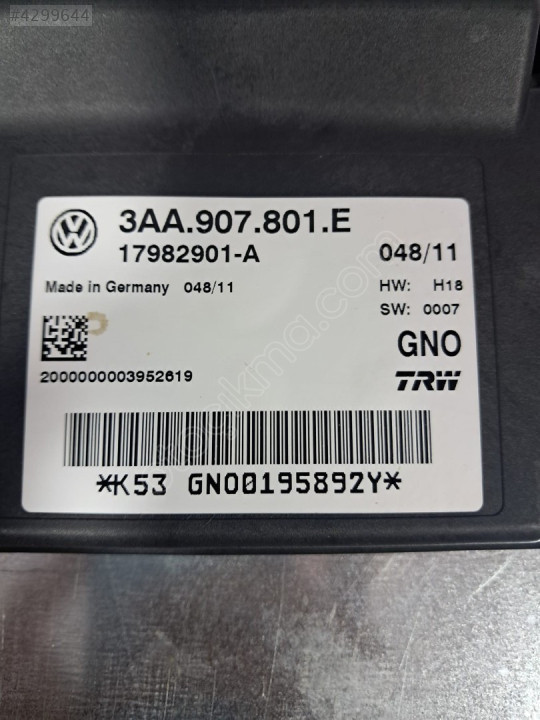 #4299644
3AA.907.801.E
17982901-A
048/11
Made in Germany 048/11
HW: H18
SW: 0007
GNO
2000000003952619
TRW
*K53 GNO0195892Y*